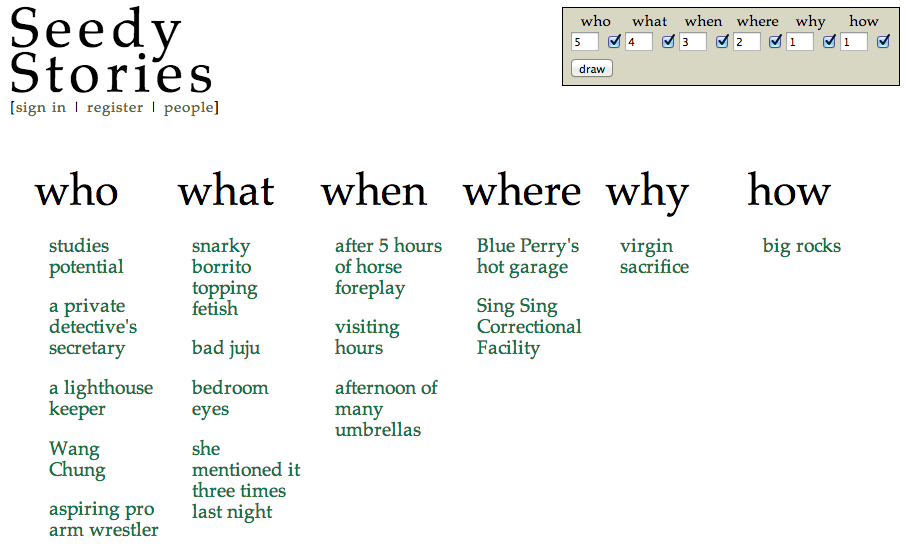 Seedy
Stories
[sign in | register | people]
who what when where why how
5 4 3 2 1 1
draw
who what when where why how
studies
potential
a private
detective's
secretary
a lighthouse
keeper
Wang
Chung
aspiring pro
arm wrestler
snarky
borrito
topping
fetish
bad juju
bedroom
eyes
she
mentioned it
three times
last night
after 5 hours
of horse
foreplay
visiting
hours
afternoon of
many
umbrellas
Blue Perry's
hot garage
Sing Sing
Correctional
Facility
virgin
sacrifice
big rocks